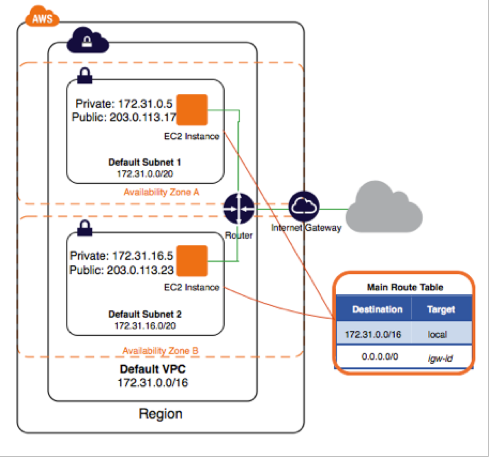 AWS
Private: 172.31.0.5
Public: 203.0.113.17
EC2 Instance
Default Subnet 1
172.31.0.0/20
Availability Zone A
Router
Internet Gateway
Private: 172.31.16.5
Public: 203.0.113.23
EC2 Instance
Default Subnet 2
172.31.16.0/20
Availability Zone B
Default VPC
172.31.0.0/16
Region
Main Route Table
Destination Target
172.31.0.0/16 local
0.0.0.0/0 igw-id